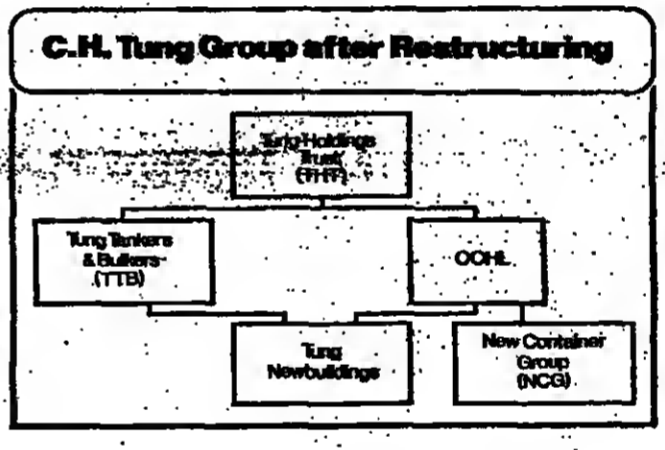 C.H. Tung Group after Restructuring
Tung Holdings
Trust
(THT)
Tung Tankers
& Bulkers
(TTB)
OOHL
Tung
Newbuildings
New Container
Group
(NCG)